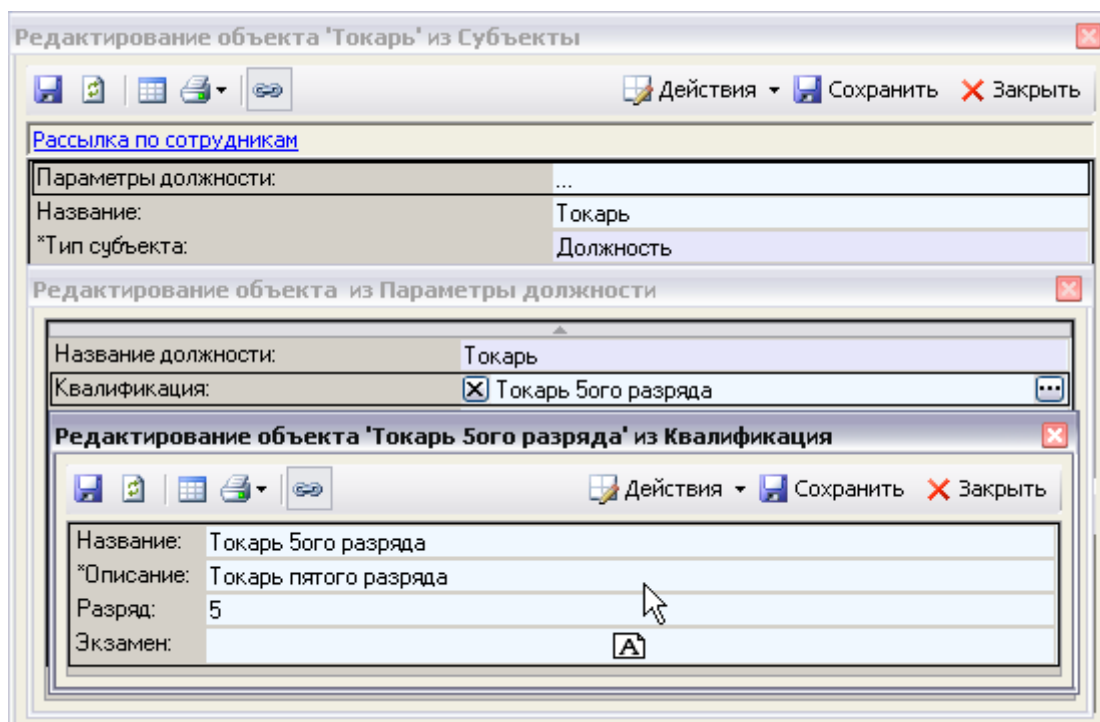 Редактирование объекта 'Токарь' из Субъекты
Действия Сохранить Закрыть
Рассылка по сотрудникам
Параметры должности: ...
Название: Токарь
*Тип субъекта: Должность
Редактирование объекта из Параметры должности
Название должности: Токарь
Квалификация: Токарь 5ого разряда
Редактирование объекта 'Токарь 5ого разряда' из Квалификация
Действия Сохранить Закрыть
Название: Токарь 5ого разряда
*Описание: Токарь пятого разряда
Разряд: 5
Экзамен: A